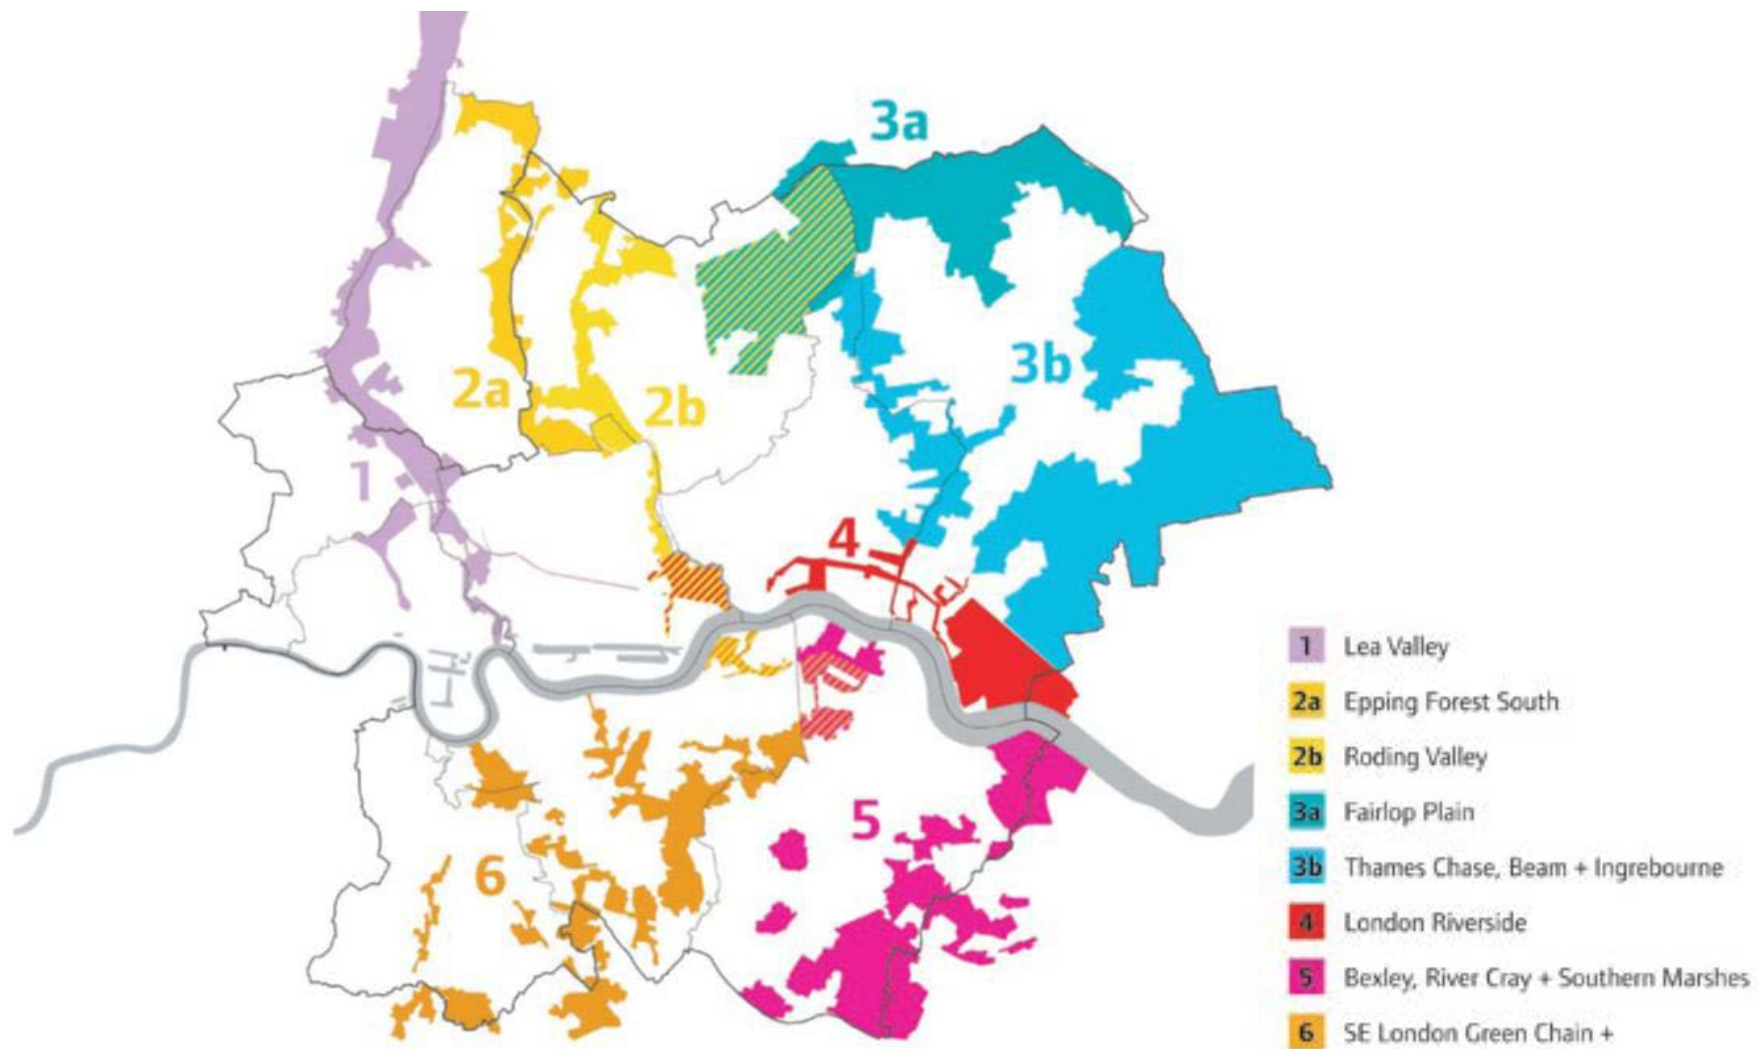 3a
3b
2a
2b
1
4
5
6
1 Lea Valley
2a Epping Forest South
2b Roding Valley
3a Fairlop Plain
3b Thames Chase, Beam + Ingrebourne
4 London Riverside
5 Bexley, River Cray + Southern Marshes
6 SE London Green Chain +